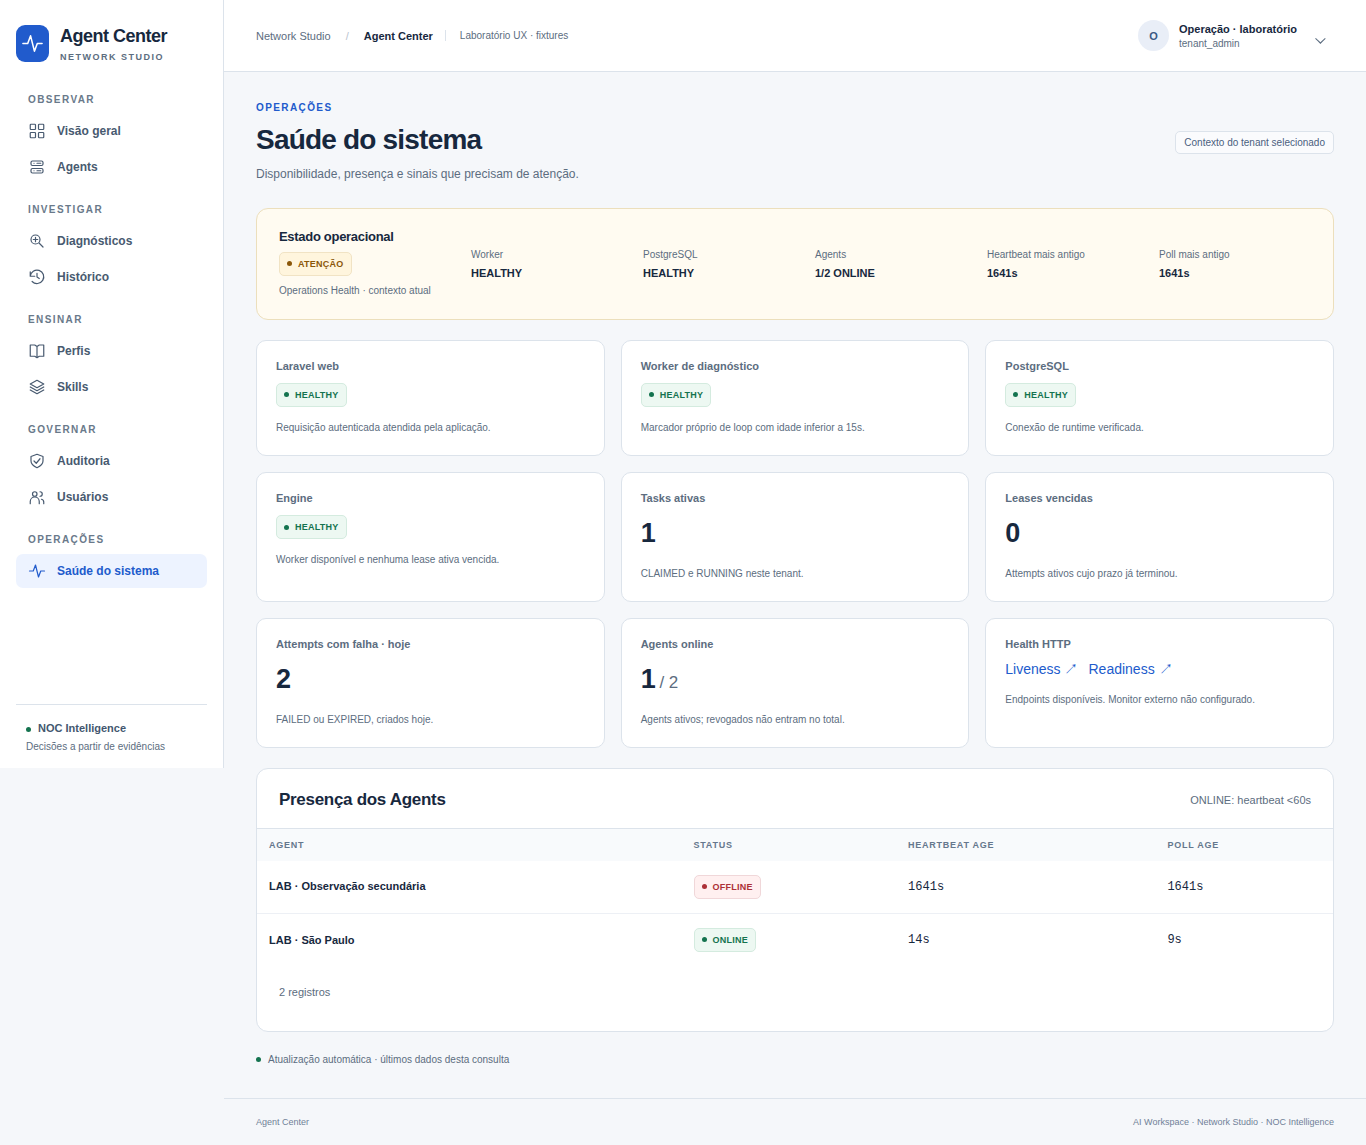 Agent Center
NETWORK STUDIO
OBSERVAR
Visão geral
Agents
INVESTIGAR
Diagnósticos
Histórico
ENSINAR
Perfis
Skills
GOVERNAR
Auditoria
Usuários
OPERAÇÕES
Saúde do sistema
NOC Intelligence
Decisões a partir de evidências
Network Studio / Agent Center Laboratório UX · fixtures
O
Operação · laboratório
tenant_admin
OPERAÇÕES
Saúde do sistema
Contexto do tenant selecionado
Disponibilidade, presença e sinais que precisam de atenção.
Estado operacional
ATENÇÃO
Operations Health · contexto atual
Worker
HEALTHY
PostgreSQL
HEALTHY
Agents
1/2 ONLINE
Heartbeat mais antigo
1641s
Poll mais antigo
1641s
Laravel web
HEALTHY
Requisição autenticada atendida pela aplicação.
Worker de diagnóstico
HEALTHY
Marcador próprio de loop com idade inferior a 15s.
PostgreSQL
HEALTHY
Conexão de runtime verificada.
Engine
HEALTHY
Worker disponível e nenhuma lease ativa vencida.
Tasks ativas
1
CLAIMED e RUNNING neste tenant.
Leases vencidas
0
Attempts ativos cujo prazo já terminou.
Attempts com falha · hoje
2
FAILED ou EXPIRED, criados hoje.
Agents online
1 / 2
Agents ativos; revogados não entram no total.
Health HTTP
Liveness ↗ Readiness ↗
Endpoints disponíveis. Monitor externo não configurado.
Presença dos Agents
ONLINE: heartbeat <60s
AGENT STATUS HEARTBEAT AGE POLL AGE
LAB · Observação secundária OFFLINE 1641s 1641s
LAB · São Paulo ONLINE 14s 9s
2 registros
Atualização automática · últimos dados desta consulta
Agent Center
AI Workspace · Network Studio · NOC Intelligence